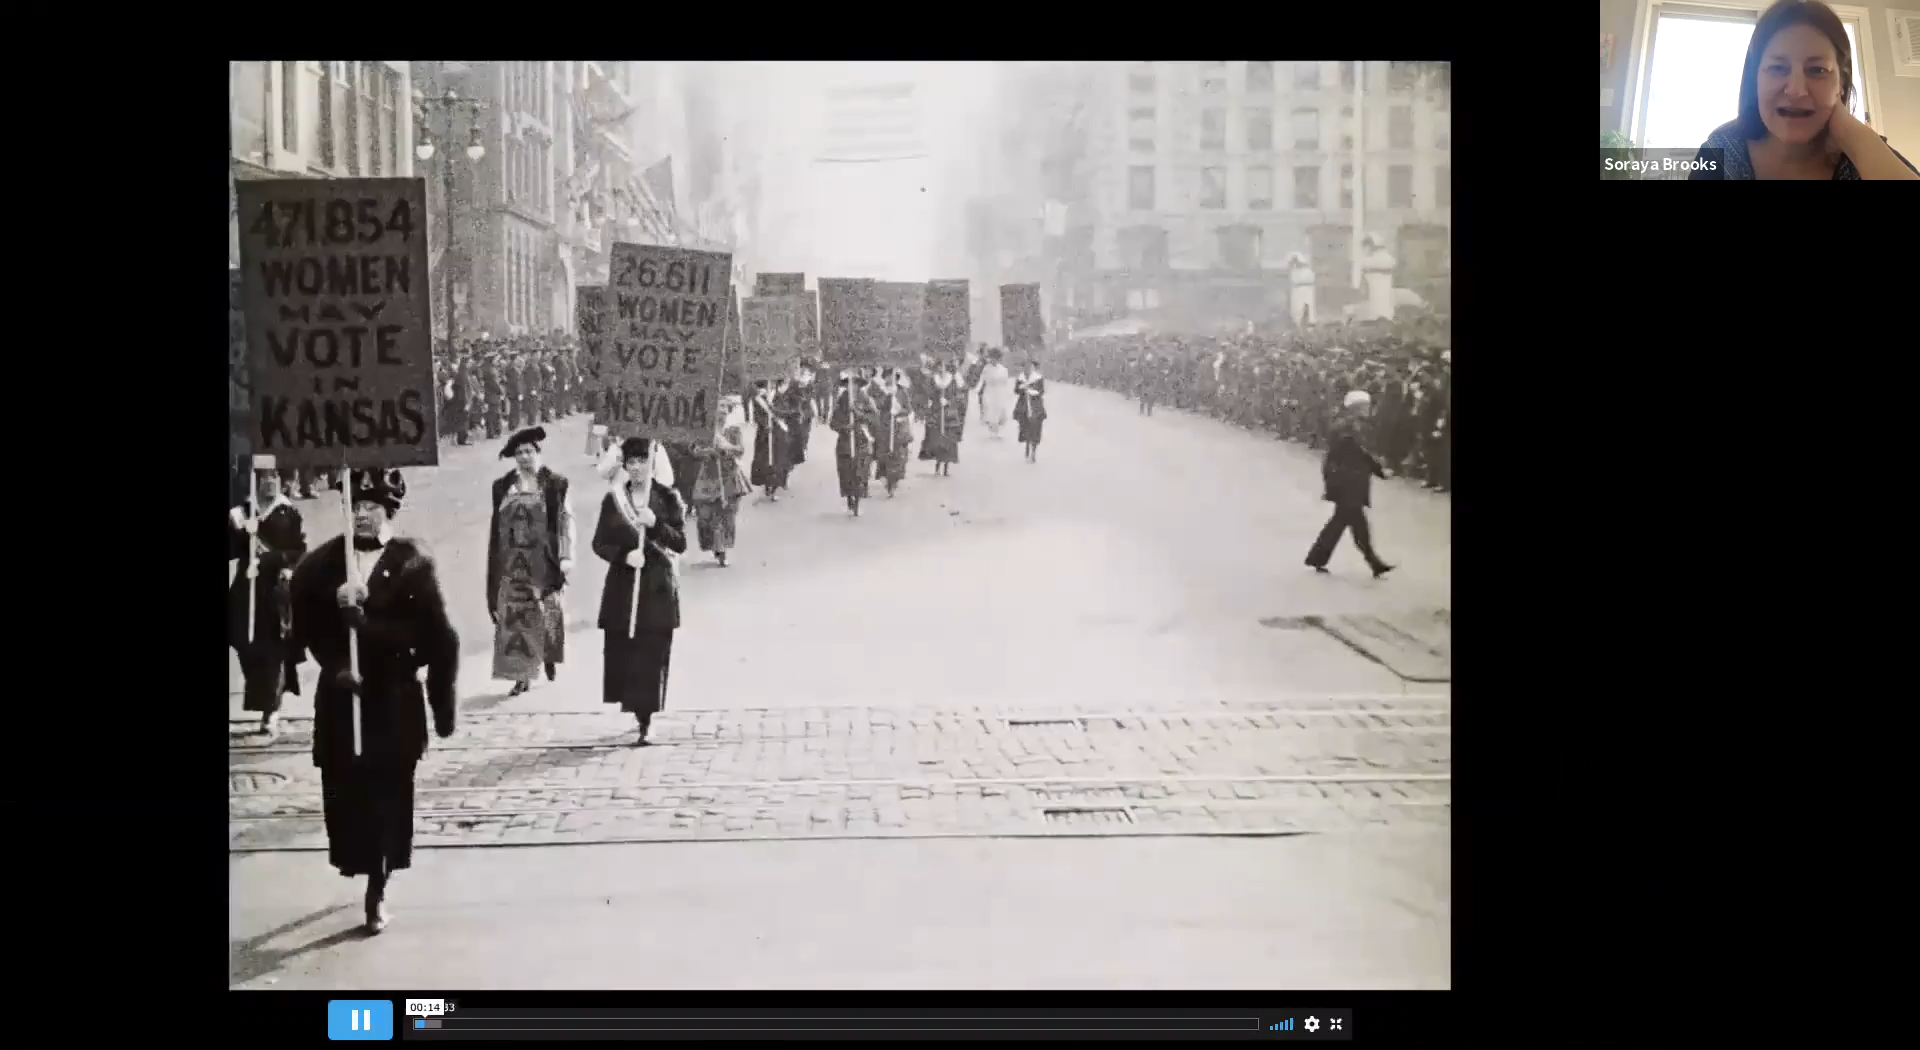 Soraya Brooks
471.854
WOMEN
MAY
VOTE
IN
KANSAS
26.611
WOMEN
MAY
VOTE
IN
NEVADA
ALASKA
00:14
33